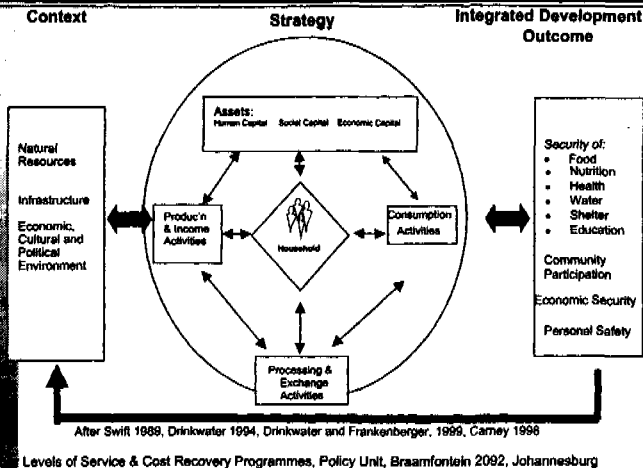 Context
Strategy
Integrated Development
Outcome
Natural
Resources
Infrastructure
Economic,
Cultural and
Political
Environment
Assets:
Human Capital Social Capital Economic Capital
Produc'n
& Income
Activities
Household
Consumption
Activities
Processing &
Exchange
Activities
Security of:
• Food
• Nutrition
• Health
• Water
• Shelter
• Education
Community
Participation
Economic Security
Personal Safety
After Swift 1989, Drinkwater 1994, Drinkwater and Frankenberger, 1999, Carney 1998
Levels of Service & Cost Recovery Programmes, Policy Unit, Braamfontein 2092, Johannesburg